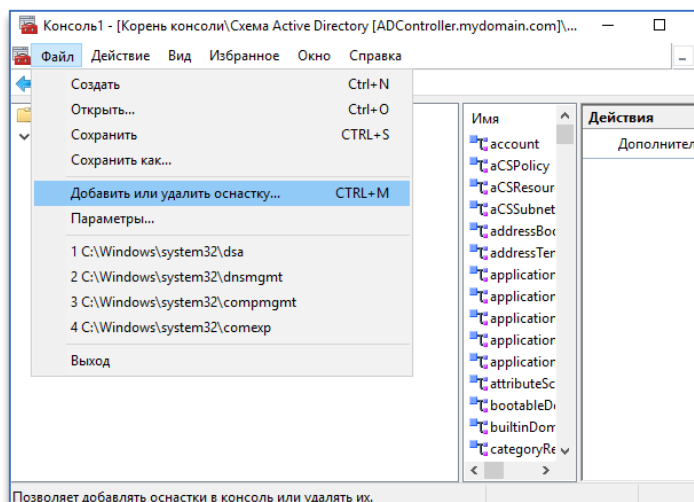 Консоль1 - [Корень консоли\Схема Active Directory [ADController.mydomain.com]\...
Файл Действие Вид Избранное Окно Справка
Создать Ctrl+N
Открыть... Ctrl+O
Сохранить CTRL+S
Сохранить как...
Добавить или удалить оснастку... CTRL+M
Параметры...
1 C:\Windows\system32\dsa
2 C:\Windows\system32\dnsmgmt
3 C:\Windows\system32\compmgmt
4 C:\Windows\system32\comexp
Выход
Имя
account
aCSPolicy
aCSResour
aCSSubnet
addressBoo
addressTer
application
application
application
application
application
attributeSc
bootableD
builtinDom
categoryRe
Действия
Дополнител
Позволяет добавлять оснастки в консоль или удалять их.